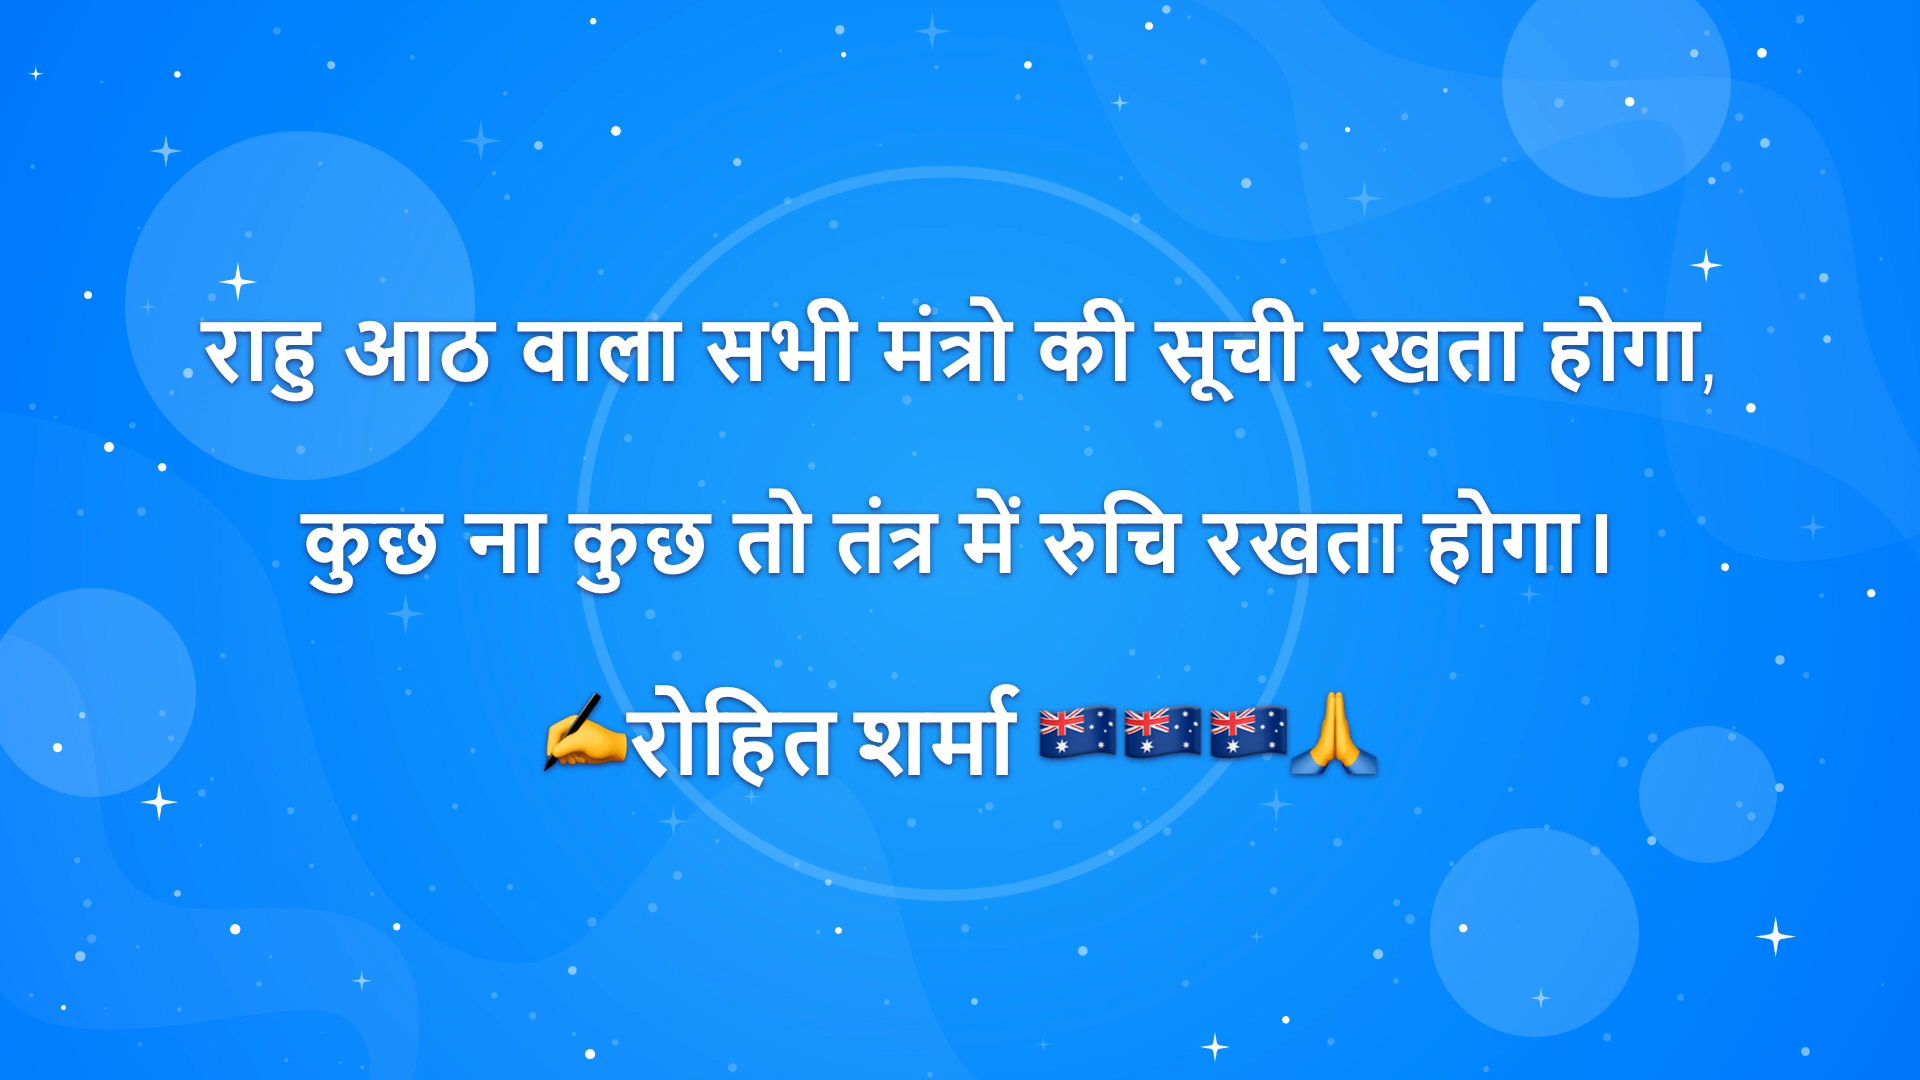 राहु आठ वाला सभी मंत्रो की सूची रखता होगा,
कुछ ना कुछ तो तंत्र में रुचि रखता होगा।
✍️रोहित शर्मा 🇦🇺🇦🇺🇦🇺🙏